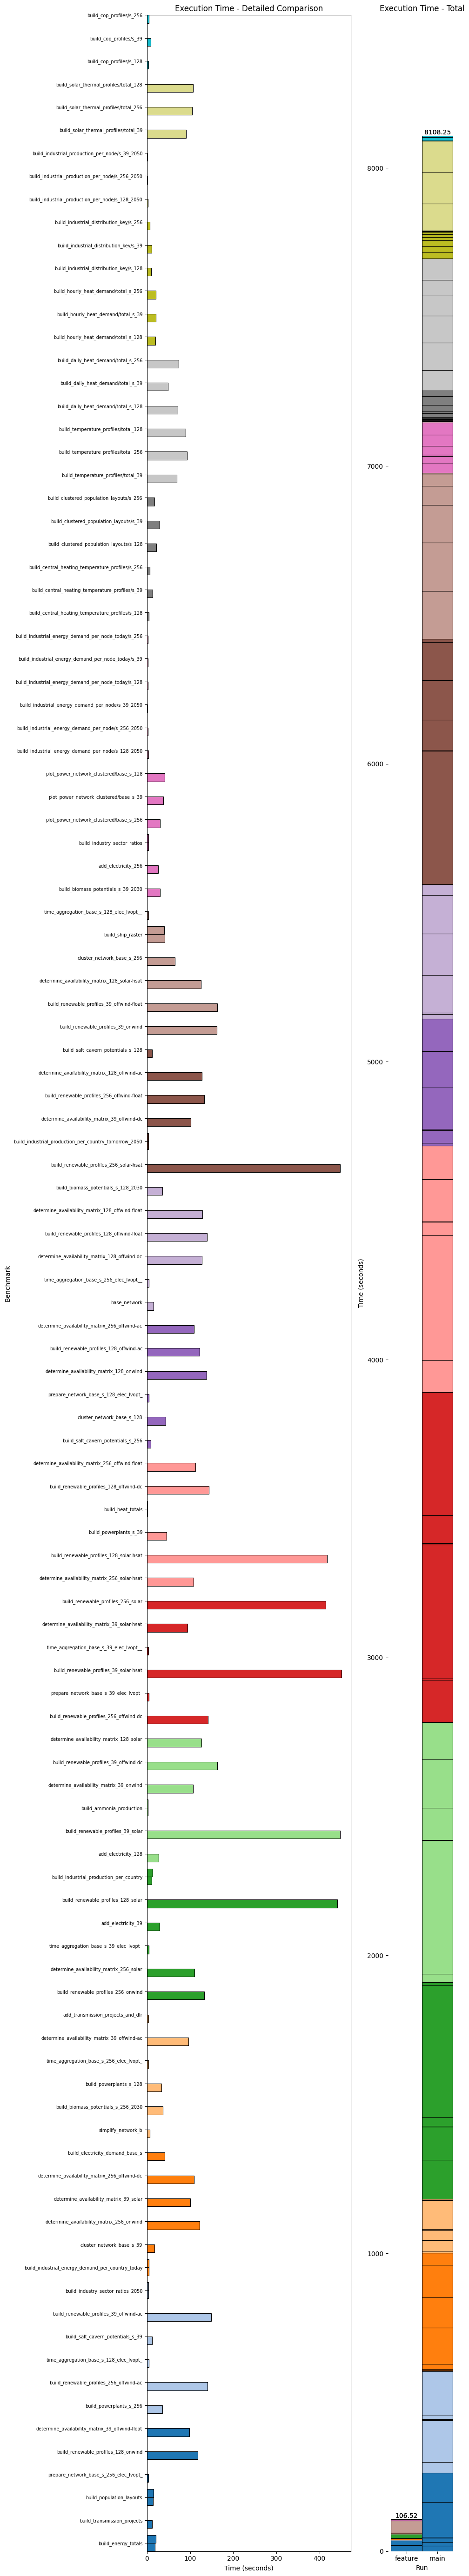 Execution Time - Detailed Comparison
Execution Time - Total
build_cop_profiles/s_256
build_cop_profiles/s_39
build_cop_profiles/s_128
build_solar_thermal_profiles/total_128
build_solar_thermal_profiles/total_256
build_solar_thermal_profiles/total_39
build_industrial_production_per_node/s_39_2050
build_industrial_production_per_node/s_256_2050
build_industrial_production_per_node/s_128_2050
build_industrial_distribution_key/s_256
build_industrial_distribution_key/s_39
build_industrial_distribution_key/s_128
build_hourly_heat_demand/total_s_256
build_hourly_heat_demand/total_s_39
build_hourly_heat_demand/total_s_128
build_daily_heat_demand/total_s_256
build_daily_heat_demand/total_s_39
build_daily_heat_demand/total_s_128
build_temperature_profiles/total_128
build_temperature_profiles/total_256
build_temperature_profiles/total_39
build_clustered_population_layouts/s_256
build_clustered_population_layouts/s_39
build_clustered_population_layouts/s_128
build_central_heating_temperature_profiles/s_256
build_central_heating_temperature_profiles/s_39
build_central_heating_temperature_profiles/s_128
build_industrial_energy_demand_per_node_today/s_256
build_industrial_energy_demand_per_node_today/s_39
build_industrial_energy_demand_per_node_today/s_128
build_industrial_energy_demand_per_node/s_39_2050
build_industrial_energy_demand_per_node/s_256_2050
build_industrial_energy_demand_per_node/s_128_2050
plot_power_network_clustered/base_s_128
plot_power_network_clustered/base_s_39
plot_power_network_clustered/base_s_256
build_industry_sector_ratios
add_electricity_256
build_biomass_potentials_s_39_2030
time_aggregation_base_s_128_elec_lvopt__
build_ship_raster
cluster_network_base_s_256
determine_availability_matrix_128_solar-hsat
build_renewable_profiles_39_offwind-float
build_renewable_profiles_39_onwind
build_salt_cavern_potentials_s_128
determine_availability_matrix_128_offwind-ac
build_renewable_profiles_256_offwind-float
determine_availability_matrix_39_offwind-dc
build_industrial_production_per_country_tomorrow_2050
build_renewable_profiles_256_solar-hsat
build_biomass_potentials_s_128_2030
determine_availability_matrix_128_offwind-float
build_renewable_profiles_128_offwind-float
determine_availability_matrix_128_offwind-dc
time_aggregation_base_s_256_elec_lvopt__
base_network
determine_availability_matrix_256_offwind-ac
build_renewable_profiles_128_offwind-ac
determine_availability_matrix_128_onwind
prepare_network_base_s_128_elec_lvopt_
cluster_network_base_s_128
build_salt_cavern_potentials_s_256
determine_availability_matrix_256_offwind-float
build_renewable_profiles_128_offwind-dc
build_heat_totals
build_powerplants_s_39
build_renewable_profiles_128_solar-hsat
determine_availability_matrix_256_solar-hsat
build_renewable_profiles_256_solar
determine_availability_matrix_39_solar-hsat
time_aggregation_base_s_39_elec_lvopt__
build_renewable_profiles_39_solar-hsat
prepare_network_base_s_39_elec_lvopt_
build_renewable_profiles_256_offwind-dc
determine_availability_matrix_128_solar
build_renewable_profiles_39_offwind-dc
determine_availability_matrix_39_onwind
build_ammonia_production
build_renewable_profiles_39_solar
add_electricity_128
build_industrial_production_per_country
build_renewable_profiles_128_solar
add_electricity_39
time_aggregation_base_s_39_elec_lvopt_
determine_availability_matrix_256_solar
build_renewable_profiles_256_onwind
add_transmission_projects_and_dlr
determine_availability_matrix_39_offwind-ac
time_aggregation_base_s_256_elec_lvopt_
build_powerplants_s_128
build_biomass_potentials_s_256_2030
simplify_network_b
build_electricity_demand_base_s
determine_availability_matrix_256_offwind-dc
determine_availability_matrix_39_solar
determine_availability_matrix_256_onwind
cluster_network_base_s_39
build_industrial_energy_demand_per_country_today
build_industry_sector_ratios_2050
build_renewable_profiles_39_offwind-ac
build_salt_cavern_potentials_s_39
time_aggregation_base_s_128_elec_lvopt_
build_renewable_profiles_256_offwind-ac
build_powerplants_s_256
determine_availability_matrix_39_offwind-float
build_renewable_profiles_128_onwind
prepare_network_base_s_256_elec_lvopt_
build_population_layouts
build_transmission_projects
build_energy_totals
Benchmark
0 100 200 300 400
Time (seconds)
8108.25
8000
7000
6000
5000
4000
3000
2000
1000
0
Time (seconds)
106.52
feature main
Run